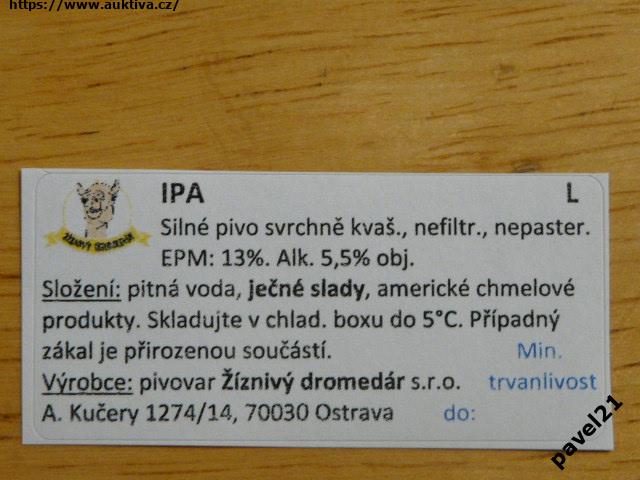 https://www.auktiva.cz/
IPA L
Silné pivo svrchně kvaš., nefiltr., nepaster.
EPM: 13%. Alk. 5,5% obj.
Složení: pitná voda, ječné slady, americké chmelové
produkty. Skladujte v chlad. boxu do 5°C. Případný
zákal je přirozenou součástí. Min.
Výrobce: pivovar Žíznivý dromedár s.r.o. trvanlivost
A. Kučery 1274/14, 70030 Ostrava do:
pavel21